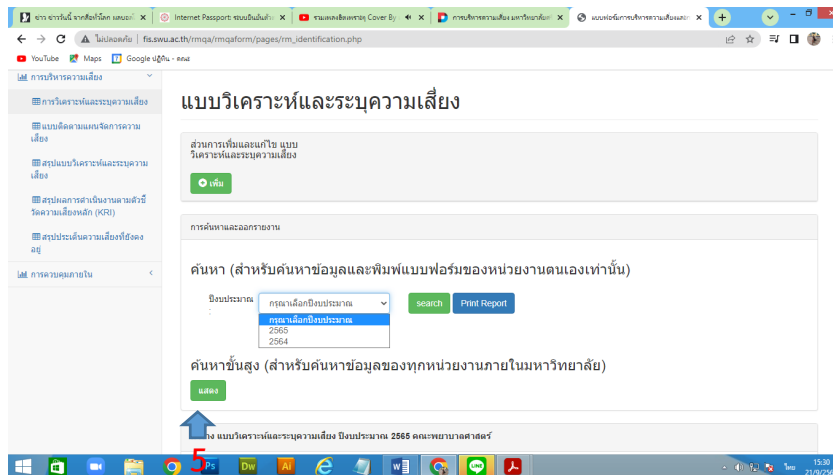 ข่าว ข่าววันนี้ จากสื่อทั่วโลก และบอก
Internet Passport: ระบบยืนยันตัว
รวมเพลงฮิตเพราะๆ Cover By
การบริหารความเสี่ยง มหาวิทยาลัยศ
แบบฟอร์มการบริหารความเสี่ยงและก
ไม่ปลอดภัย | fis.swu.ac.th/rmqa/rmqaform/pages/rm_identification.php
YouTube Maps Google ปฏิทิน - คณะ
การบริหารความเสี่ยง
การวิเคราะห์และระบุความเสี่ยง
แบบติดตามแผนจัดการความ
เสี่ยง
สรุปแบบวิเคราะห์และระบุความ
เสี่ยง
สรุปผลการดำเนินงานตามตัวชี้
วัดความเสี่ยงหลัก (KRI)
สรุปประเด็นความเสี่ยงที่ยังคง
อยู่
การควบคุมภายใน
แบบวิเคราะห์และระบุความเสี่ยง
ส่วนการเพิ่มและแก้ไข แบบ
วิเคราะห์และระบุความเสี่ยง
เพิ่ม
การค้นหาและออกรายงาน
ค้นหา (สำหรับค้นหาข้อมูลและพิมพ์แบบฟอร์มของหน่วยงานตนเองเท่านั้น)
ปีงบประมาณ
:
กรุณาเลือกปีงบประมาณ
search Print Report
กรุณาเลือกปีงบประมาณ
2565
2564
ค้นหาขั้นสูง (สำหรับค้นหาข้อมูลของทุกหน่วยงานภายในมหาวิทยาลัย)
แสดง
แบบวิเคราะห์และระบุความเสี่ยง ปีงบประมาณ 2565 คณะพยาบาลศาสตร์
5
Ps Dw Ai
LINE
ไทย
15:30
21/9/256